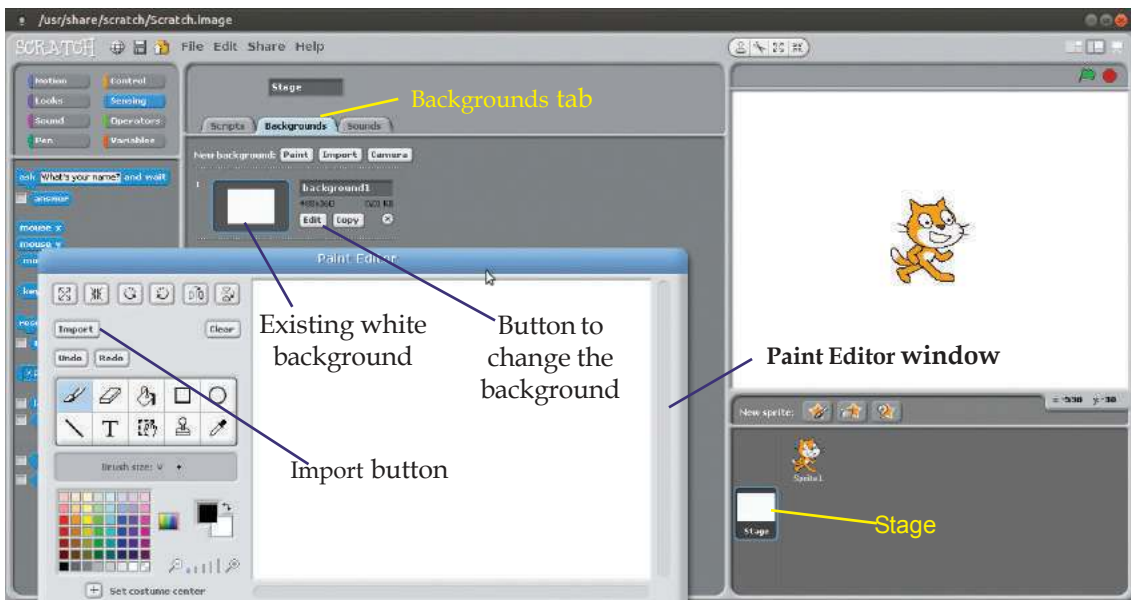 /usr/share/scratch/Scratch.image
SCRATCH File Edit Share Help
Motion Control
Looks Sensing
Sound Operators
Pen Variables
Stage
Backgrounds tab
Scripts Backgrounds Sounds
New background: Paint Import Camera
1
background1
480x360
Edit Copy
ask What's your name? and wait
answer
mouse x
mouse y
Paint Editor
Import Clear
Undo Redo
T
Brush size:
Set costume center
Existing white
background
Button to
change the
background
Paint Editor window
Import button
New sprite:
Sprite1
Stage
Stage